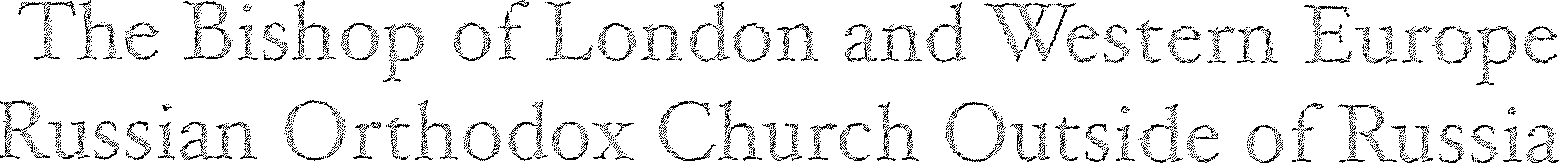 The Bishop of London and Western Europe
Russian Orthodox Church Outside of Russia